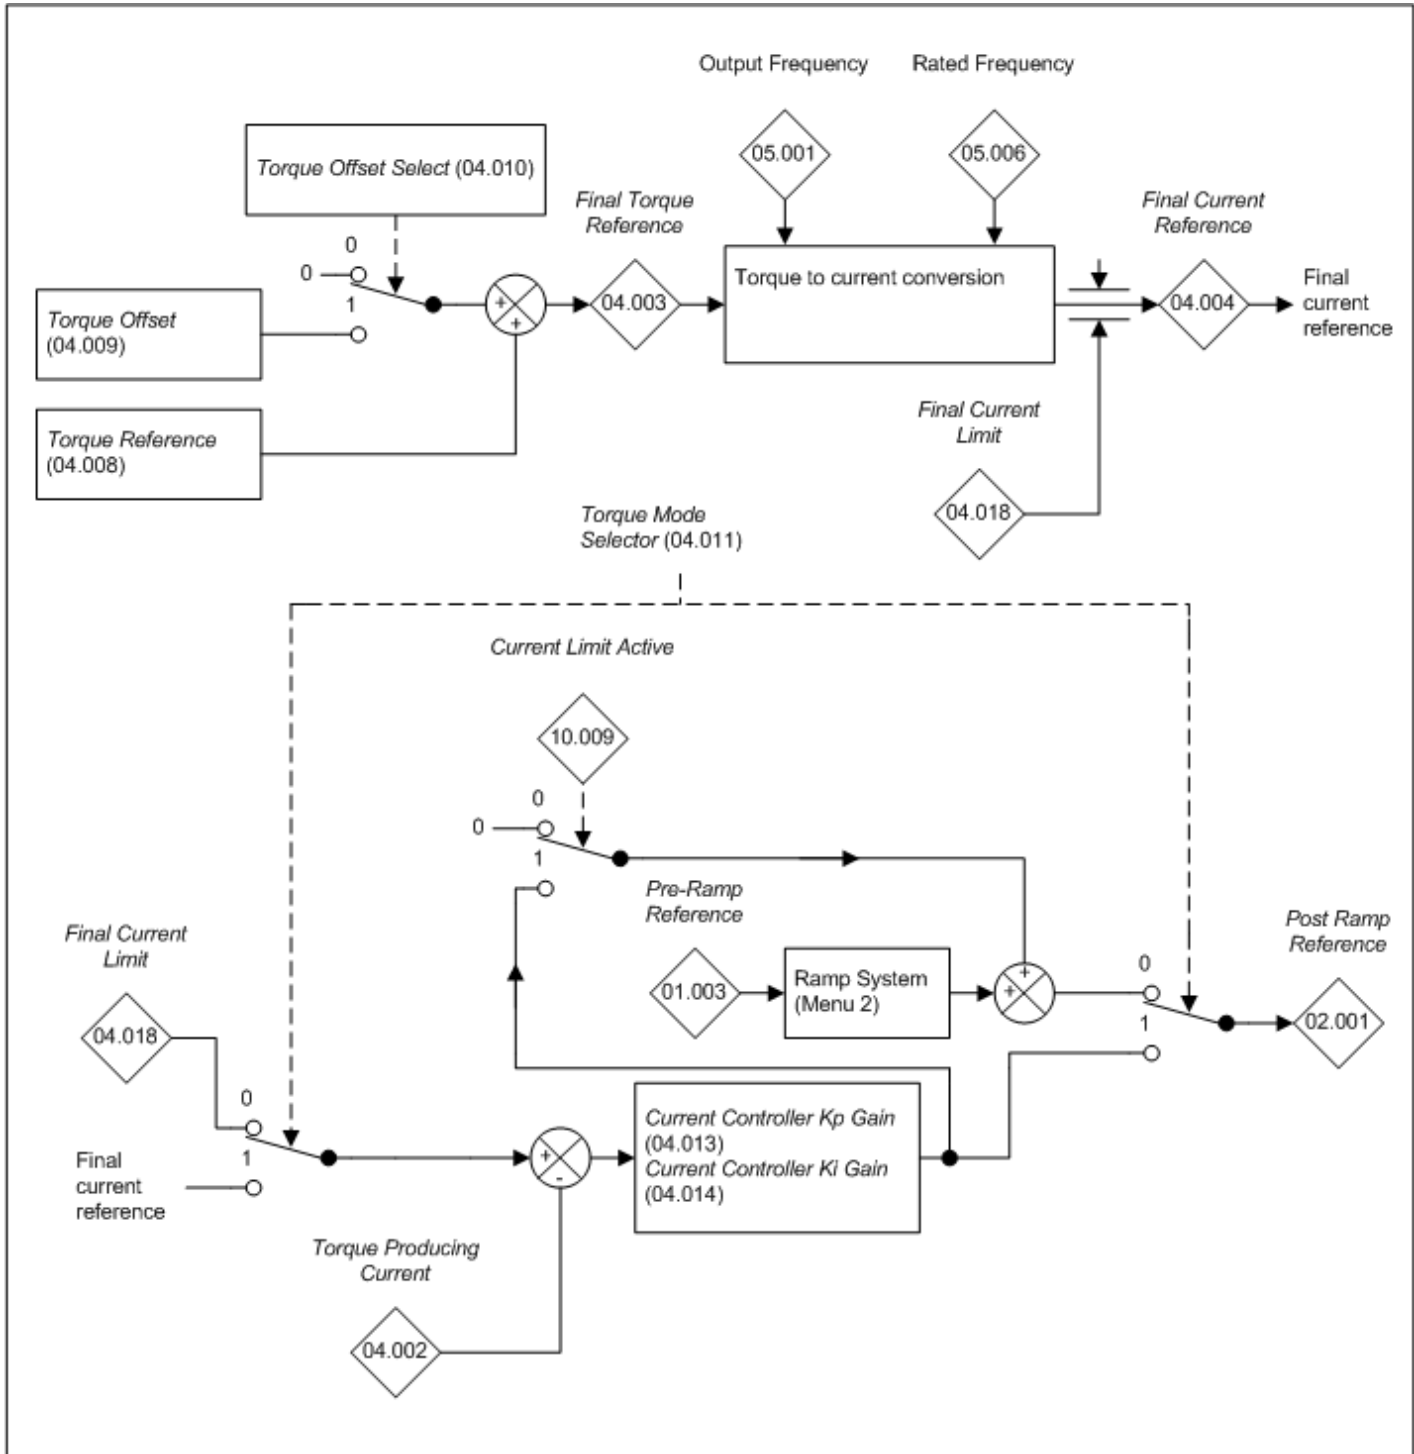 Output Frequency
Rated Frequency
05.001
05.006
Torque Offset Select (04.010)
Final Torque
Reference
Final Current
Reference
0
0
1
Torque Offset
(04.009)
+
+
04.003
Torque to current conversion
04.004
Final
current
reference
Torque Reference
(04.008)
Final Current
Limit
04.018
Torque Mode
Selector (04.011)
Current Limit Active
10.009
0
0
1
Pre-Ramp
Reference
01.003
Ramp System
(Menu 2)
+
+
0
1
Post Ramp
Reference
02.001
Final Current
Limit
04.018
0
1
Final
current
reference
+
-
Current Controller Kp Gain
(04.013)
Current Controller Ki Gain
(04.014)
Torque Producing
Current
04.002